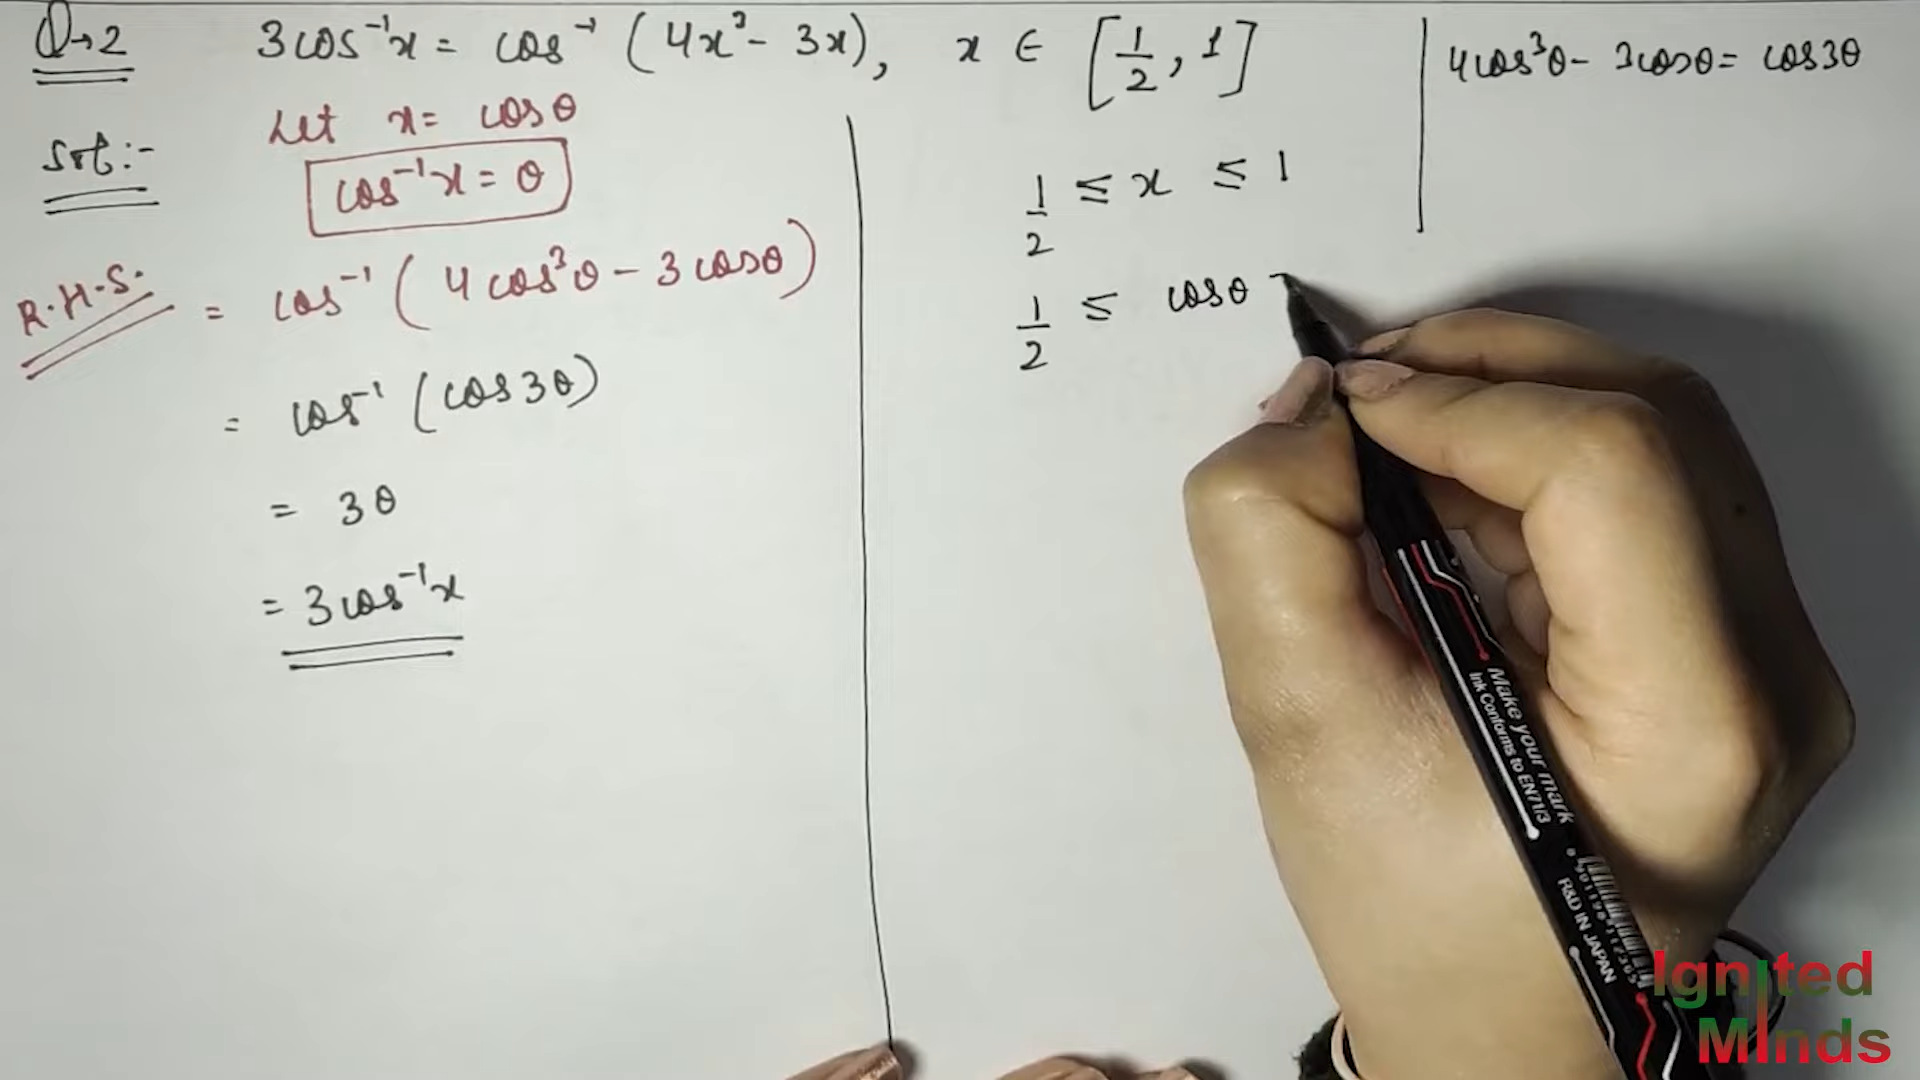 Q→2 3cos⁻¹x = cos⁻¹ (4x³ - 3x), x ∈ [1/2, 1]
4cos³θ - 3cosθ = cos3θ
Sol:-
Let x = cosθ
cos⁻¹x = θ
R.H.S. = cos⁻¹ (4cos³θ - 3cosθ)
= cos⁻¹ (cos3θ)
= 3θ
= 3cos⁻¹x
1/2 ≤ x ≤ 1
1/2 ≤ cosθ
Make your mark
Ink Conforms to EN71/3
R&D IN JAPAN
Ignited
Minds